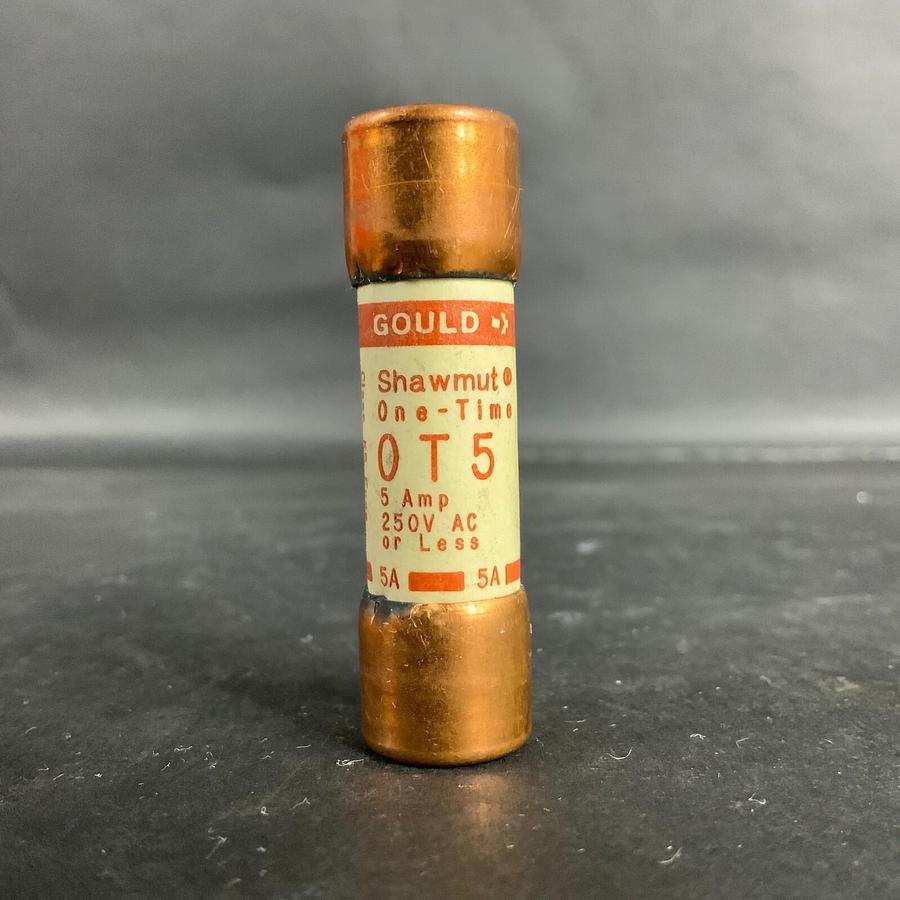 GOULD
Shawmut®
One-Time
OT5
5 Amp
250V AC
or Less
5A 5A